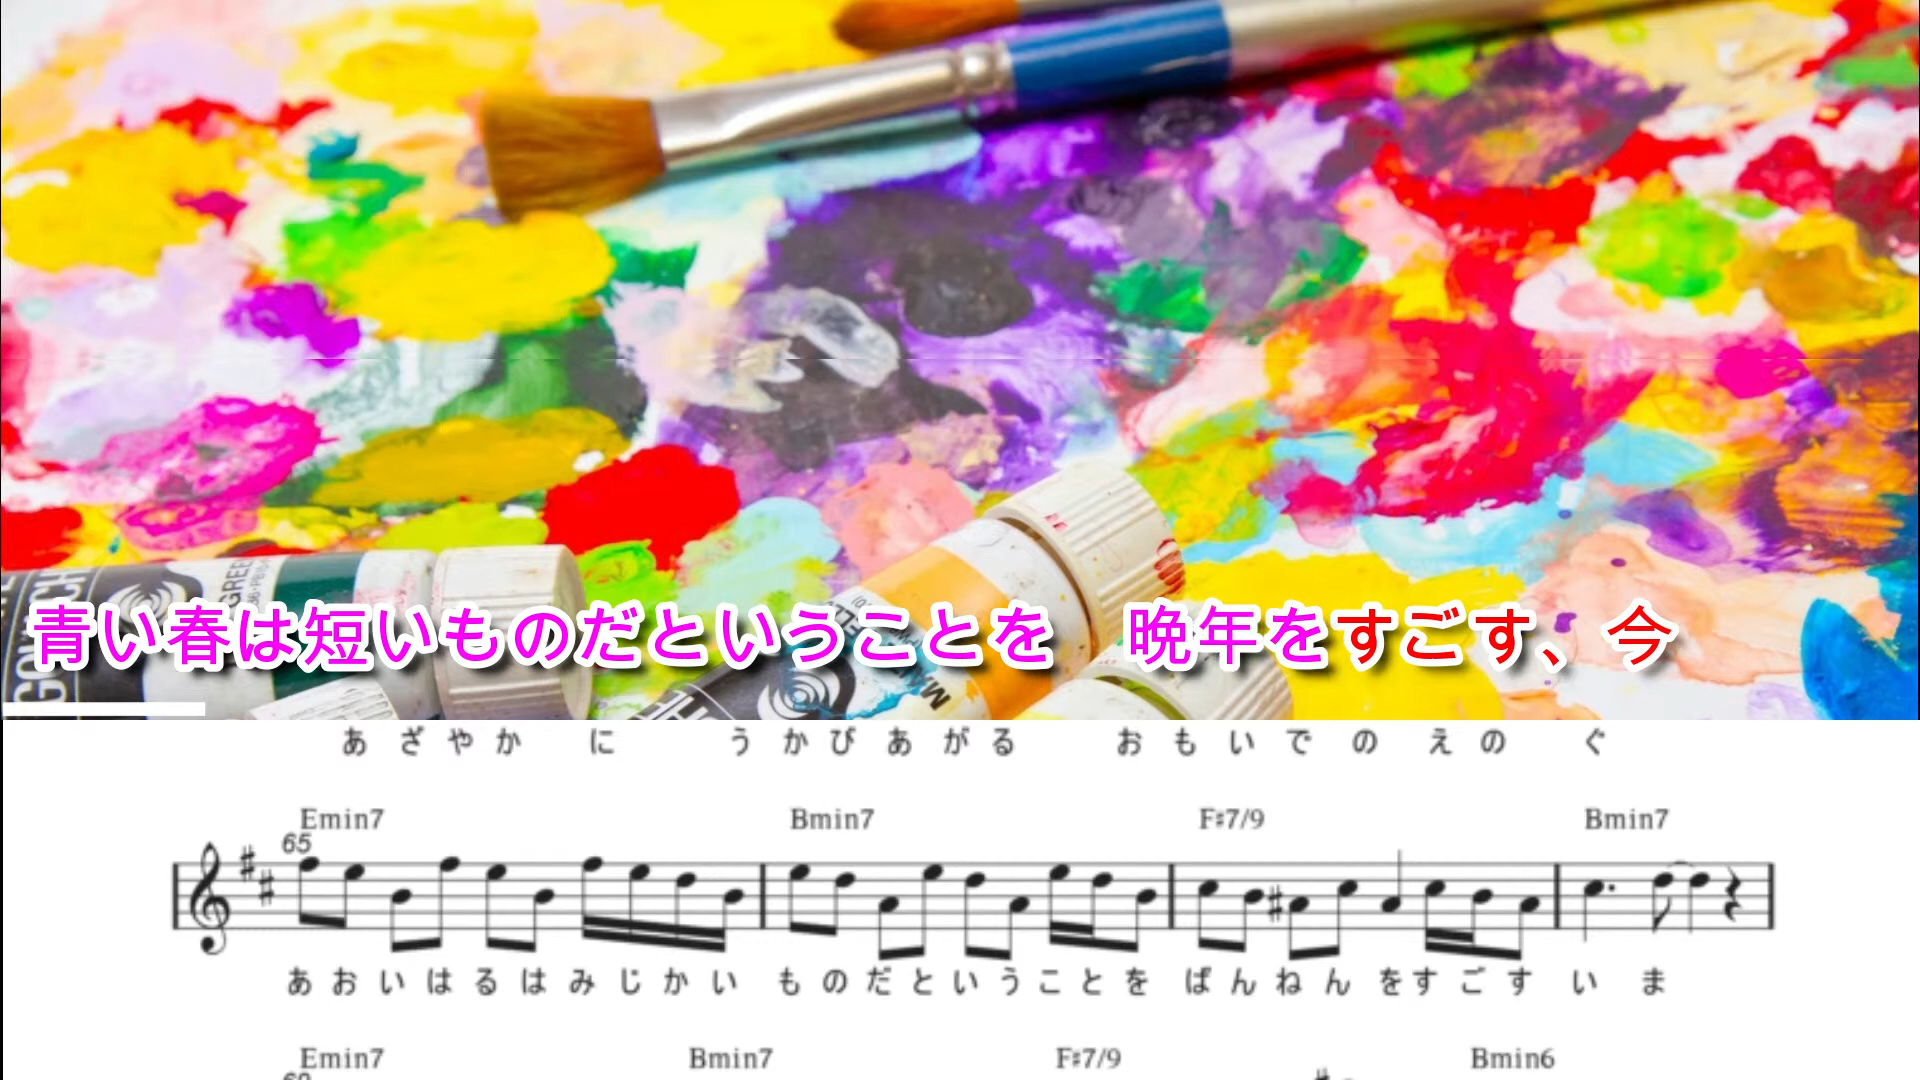 GREE
青い春は短いものだということを　晩年をすごす、今
あざやか に うかびあがる おもいでの えの ぐ
Emin7 Bmin7 F♯7/9 Bmin7
65
あおいはるはみじかい ものだということを ばんねん をすごす い ま
Emin7 Bmin7 F♯7/9 Bmin6